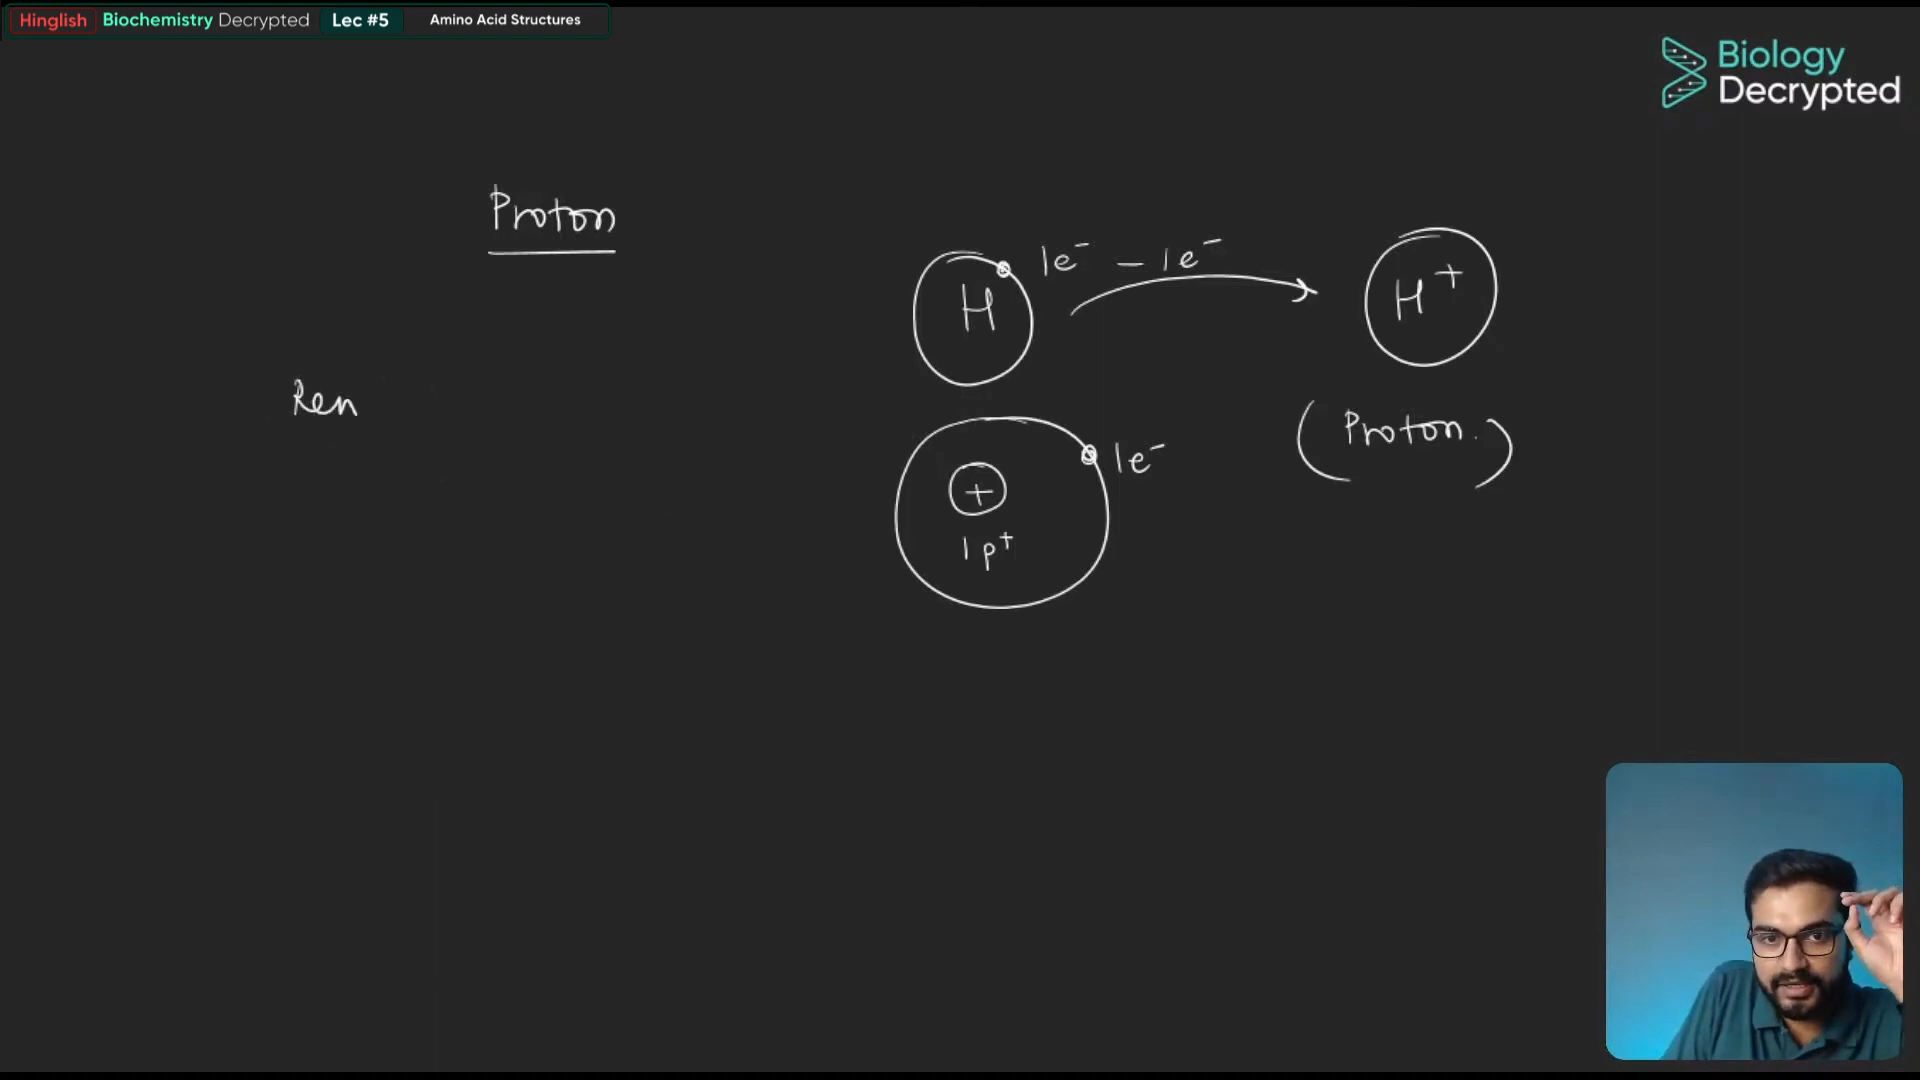 Hinglish Biochemistry Decrypted Lec #5 Amino Acid Structures
Biology
Decrypted
Proton
H 1e⁻ – 1e⁻ H⁺
Ren
(Proton.)
+ 1e⁻
1p⁺